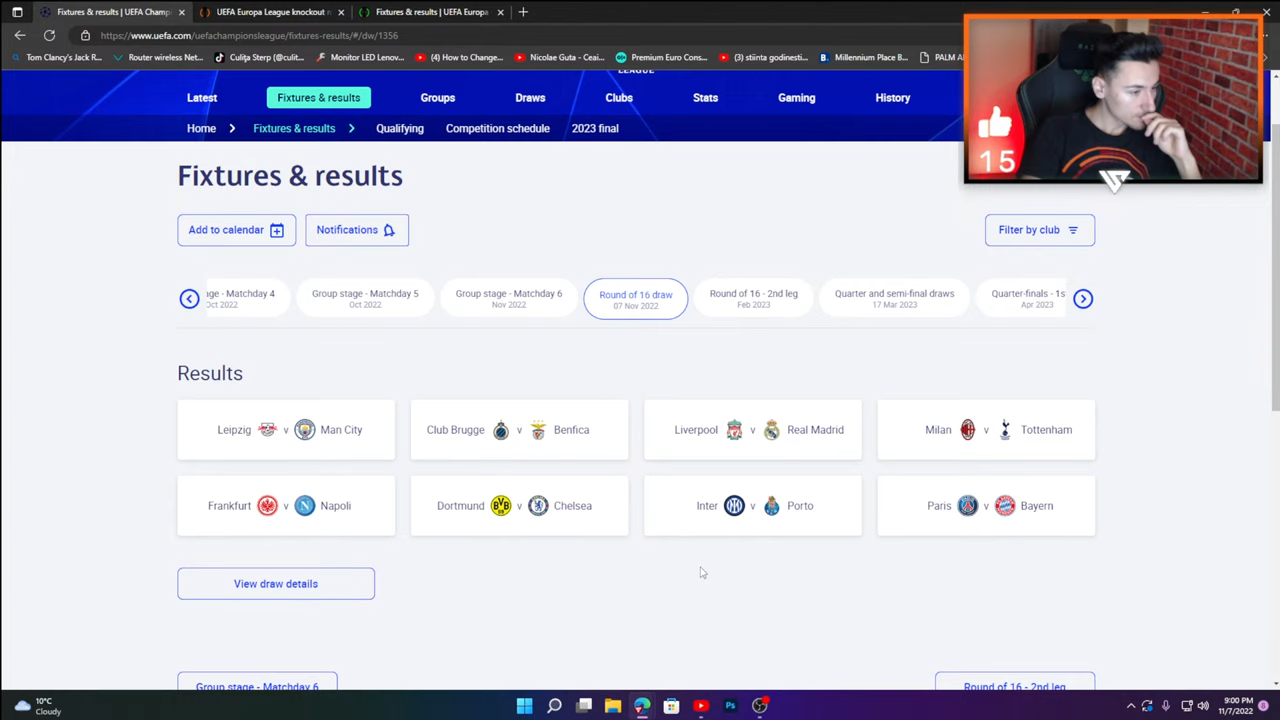 Fixtures & results | UEFA Champ
UEFA Europa League knockout r
Fixtures & results | UEFA Europa
https://www.uefa.com/uefachampionsleague/fixtures-results/#/dw/1356
Tom Clancy's Jack R...
Router wireless Net...
Culița Sterp (@culit...
Monitor LED Lenov...
(4) How to Change...
Nicolae Guta - Ceai...
Premium Euro Cons...
(3) stiinta godinesti...
Millennium Place B...
PALM A
LEAGUE
Latest
Fixtures & results
Groups
Draws
Clubs
Stats
Gaming
History
Home
Fixtures & results
Qualifying
Competition schedule
2023 final
15
Fixtures & results
Add to calendar
Notifications
Filter by club
ge - Matchday 4
Oct 2022
Group stage - Matchday 5
Oct 2022
Group stage - Matchday 6
Nov 2022
Round of 16 draw
07 Nov 2022
Round of 16 - 2nd leg
Feb 2023
Quarter and semi-final draws
17 Mar 2023
Quarter-finals - 1s
Apr 2023
Results
Leipzig v Man City
Club Brugge v Benfica
Liverpool v Real Madrid
Milan v Tottenham
Frankfurt v Napoli
Dortmund v Chelsea
Inter v Porto
Paris v Bayern
View draw details
Group stage - Matchday 6
Round of 16 - 2nd leg
10°C
Cloudy
9:00 PM
11/7/2022